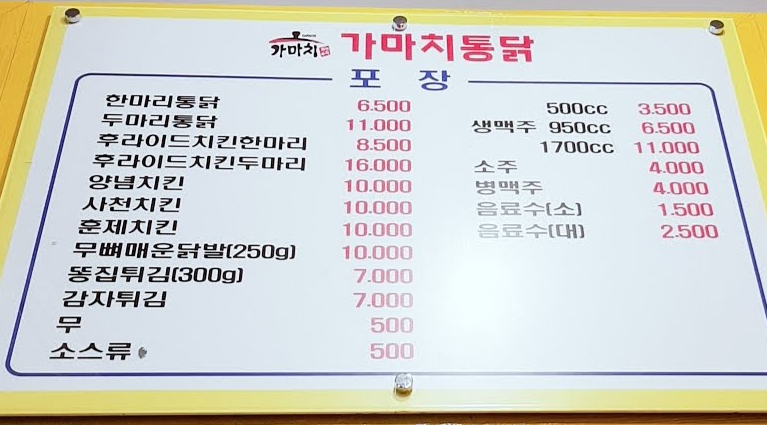 가마치 가마치통닭
포 장
한마리통닭 6.500
두마리통닭 11.000
후라이드치킨한마리 8.500
후라이드치킨두마리 16.000
양념치킨 10.000
사천치킨 10.000
훈제치킨 10.000
무뼈매운닭발(250g) 10.000
똥집튀김(300g) 7.000
감자튀김 7.000
무 500
소스류 500
500cc 3.500
생맥주 950cc 6.500
1700cc 11.000
소주 4.000
병맥주 4.000
음료수(소) 1.500
음료수(대) 2.500